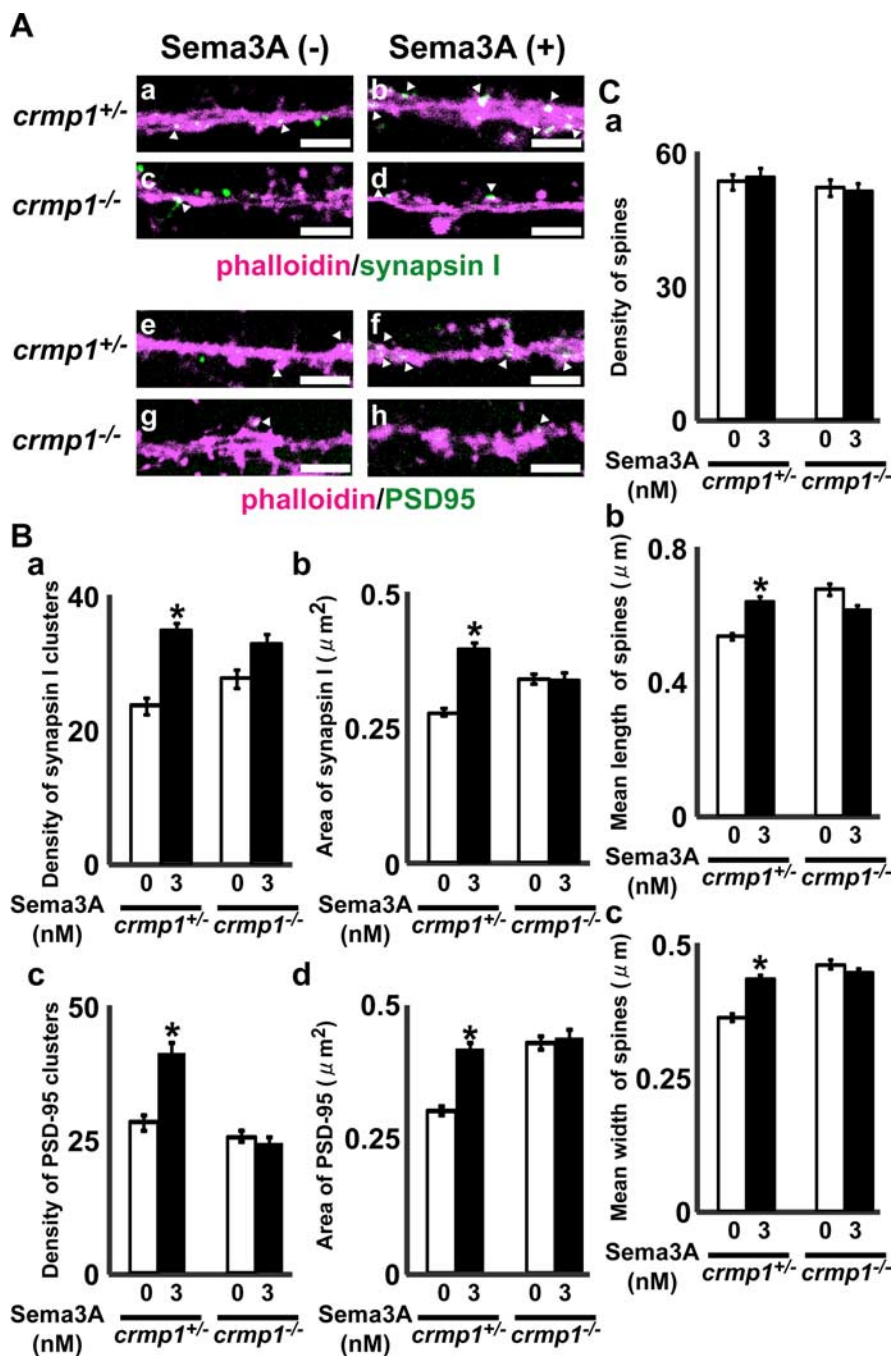 A
Sema3A (-)
Sema3A (+)
crmp1+/-
a
b
crmp1-/-
c
d
phalloidin/synapsin I
crmp1+/-
e
f
crmp1-/-
g
h
phalloidin/PSD95
B
a
Density of synapsin I clusters
40
20
0
0 3 0 3
Sema3A
(nM)
crmp1+/- crmp1-/-
b
Area of synapsin I (μm2)
0.5
*
0.25
0
0 3 0 3
Sema3A
(nM)
crmp1+/- crmp1-/-
c
Density of PSD-95 clusters
50
*
25
0
0 3 0 3
Sema3A
(nM)
crmp1+/- crmp1-/-
d
Area of PSD-95 (μm2)
0.5
*
0.25
0
0 3 0 3
Sema3A
(nM)
crmp1+/- crmp1-/-
C
a
Density of spines
60
30
0
0 3 0 3
Sema3A
(nM)
crmp1+/- crmp1-/-
b
Mean length of spines (μm)
0.8
*
0.4
0
0 3 0 3
Sema3A
(nM)
crmp1+/- crmp1-/-
c
Mean width of spines (μm)
0.5
*
0.25
0
0 3 0 3
Sema3A
(nM)
crmp1+/- crmp1-/-